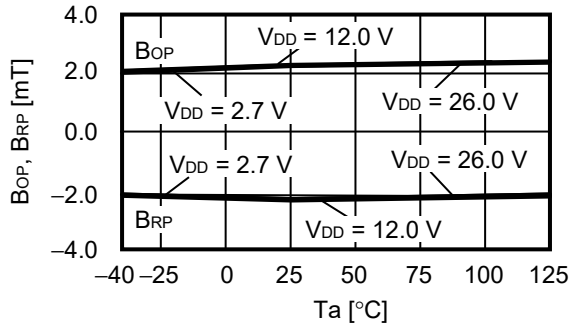 4.0
BOP
VDD = 12.0 V
2.0
VDD = 2.7 V
VDD = 26.0 V
0.0
BOP, BRP [mT]
VDD = 2.7 V
VDD = 26.0 V
−2.0
BRP
VDD = 12.0 V
−4.0
−40 −25 0 25 50 75 100 125
Ta [°C]